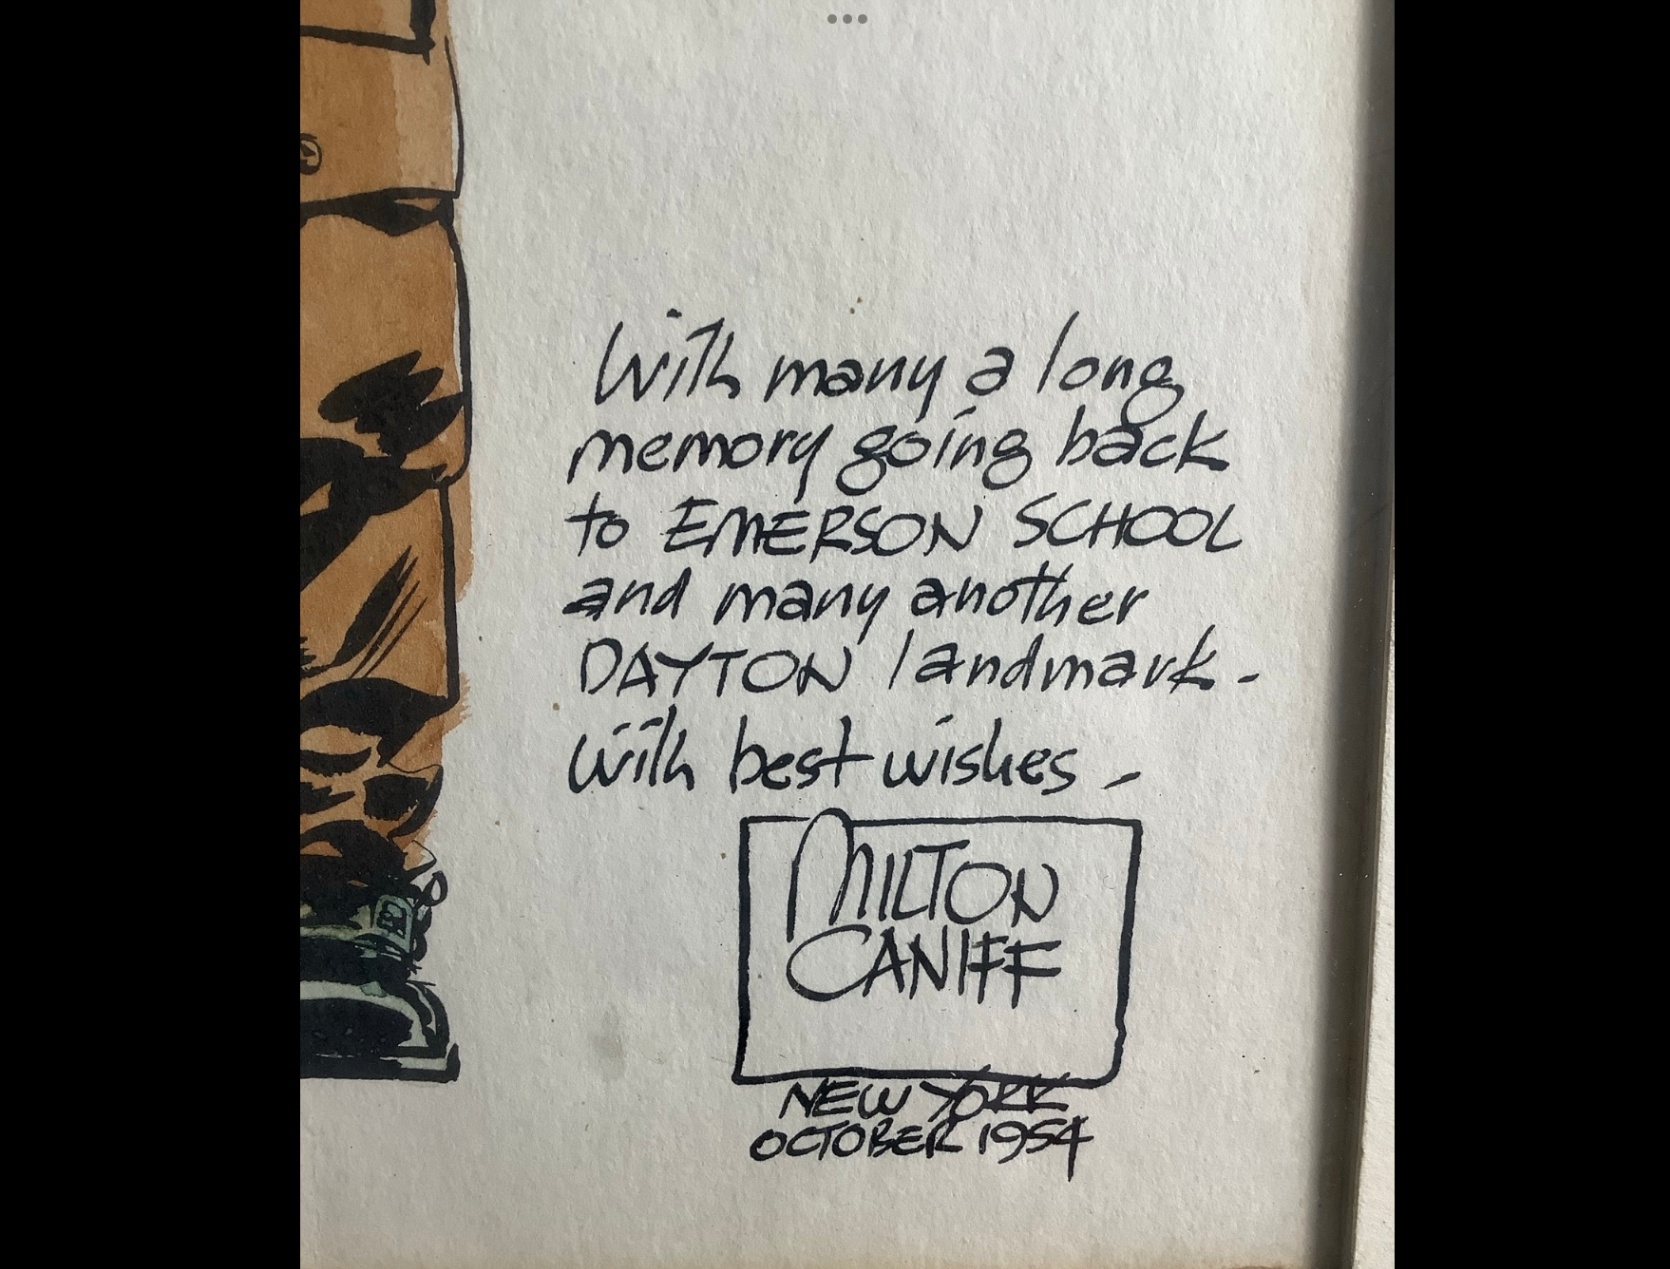 With many a long
memory going back
to EMERSON SCHOOL
and many another
DAYTON landmark -
with best wishes -
MILTON
CANIFF
NEW YORK
OCTOBER 1954